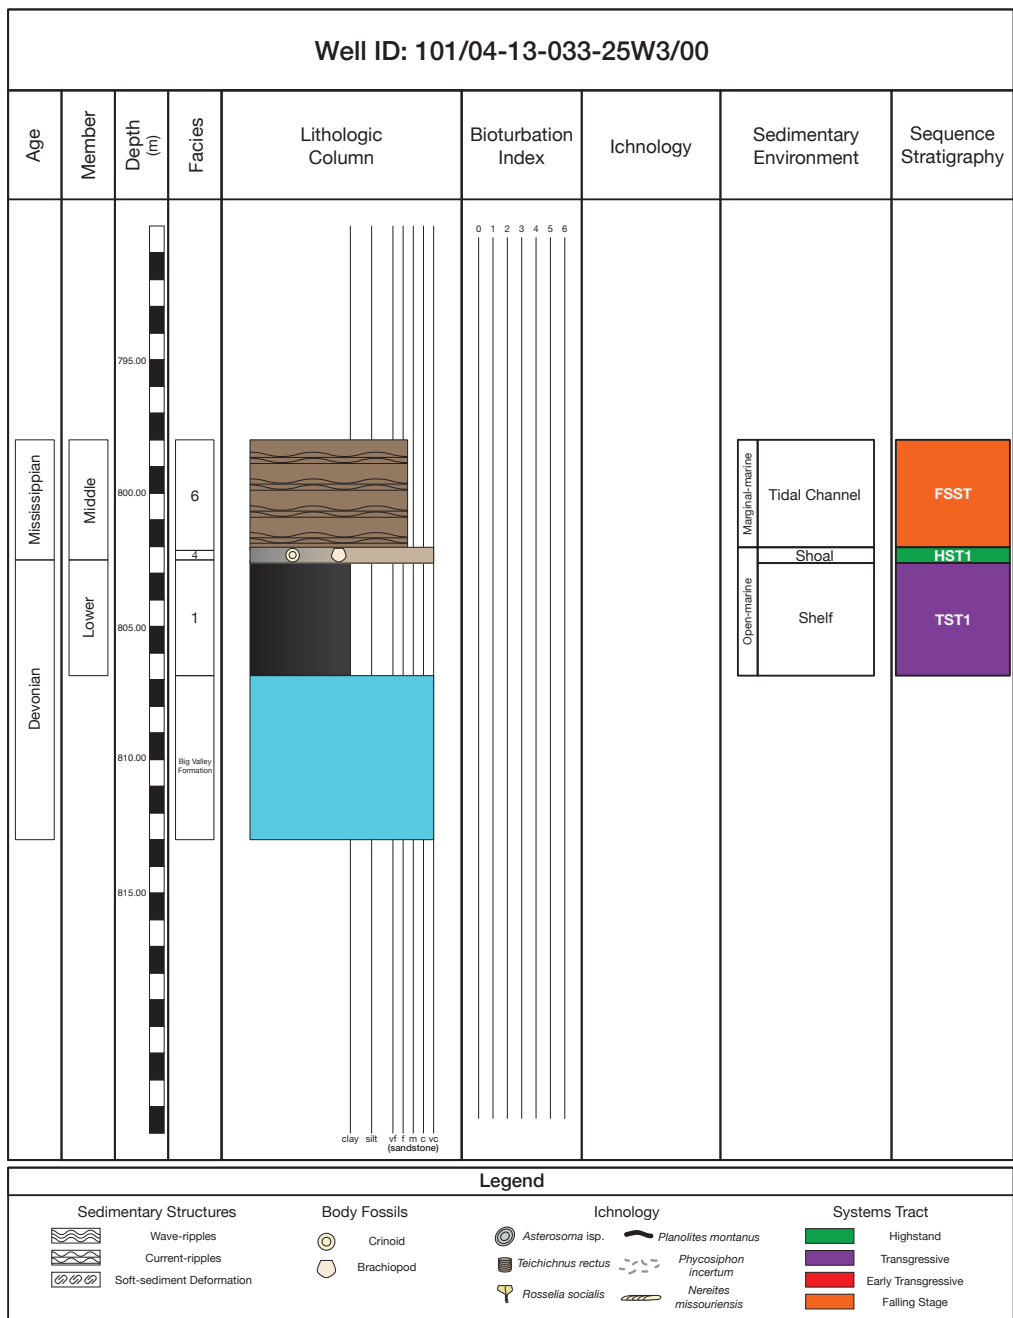 Well ID: 101/04-13-033-25W3/00
Age
Member
Depth
(m)
Facies
Lithologic
Column
Bioturbation
Index
Ichnology
Sedimentary
Environment
Sequence
Stratigraphy
0 1 2 3 4 5 6
795.00
800.00
805.00
810.00
815.00
Mississippian
Devonian
Middle
Lower
6
4
1
Big Valley
Formation
Marginal-marine
Open-marine
Tidal Channel
Shoal
Shelf
FSST
HST1
TST1
clay silt vf f m c vc
(sandstone)
Legend
Sedimentary Structures
Wave-ripples
Current-ripples
Soft-sediment Deformation
Body Fossils
Crinoid
Brachiopod
Ichnology
Asterosoma isp.
Teichichnus rectus
Rosselia socialis
Planolites montanus
Phycosiphon
incertum
Nereites
missouriensis
Systems Tract
Highstand
Transgressive
Early Transgressive
Falling Stage